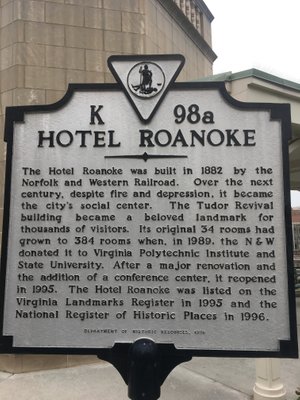 K 98a
HOTEL ROANOKE
The Hotel Roanoke was built in 1882 by the
Norfolk and Western Railroad. Over the next
century, despite fire and depression, it became
the city's social center. The Tudor Revival
building became a beloved landmark for
thousands of visitors. Its original 34 rooms had
grown to 384 rooms when, in 1989, the N & W
donated it to Virginia Polytechnic Institute and
State University. After a major renovation and
the addition of a conference center, it reopened
in 1995. The Hotel Roanoke was listed on the
Virginia Landmarks Register in 1995 and the
National Register of Historic Places in 1996.
DEPARTMENT OF HISTORIC RESOURCES,